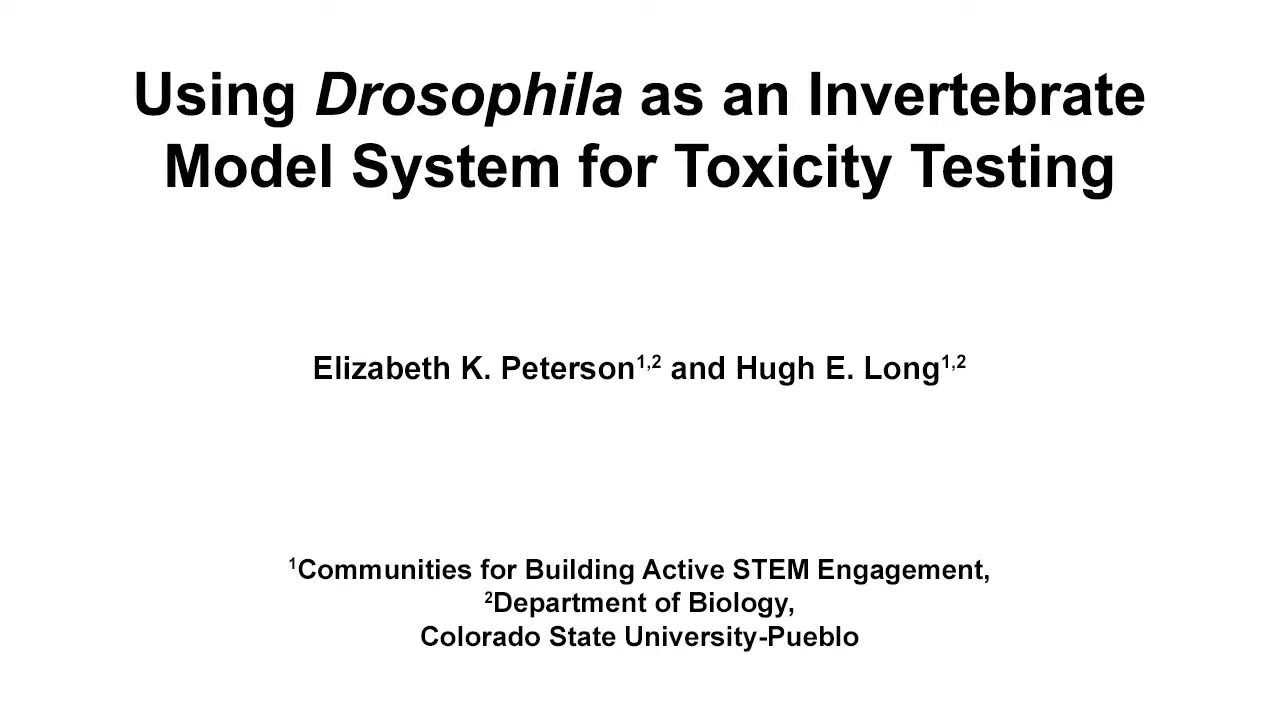 Using Drosophila as an Invertebrate
Model System for Toxicity Testing
Elizabeth K. Peterson1,2 and Hugh E. Long1,2
1Communities for Building Active STEM Engagement,
2Department of Biology,
Colorado State University-Pueblo